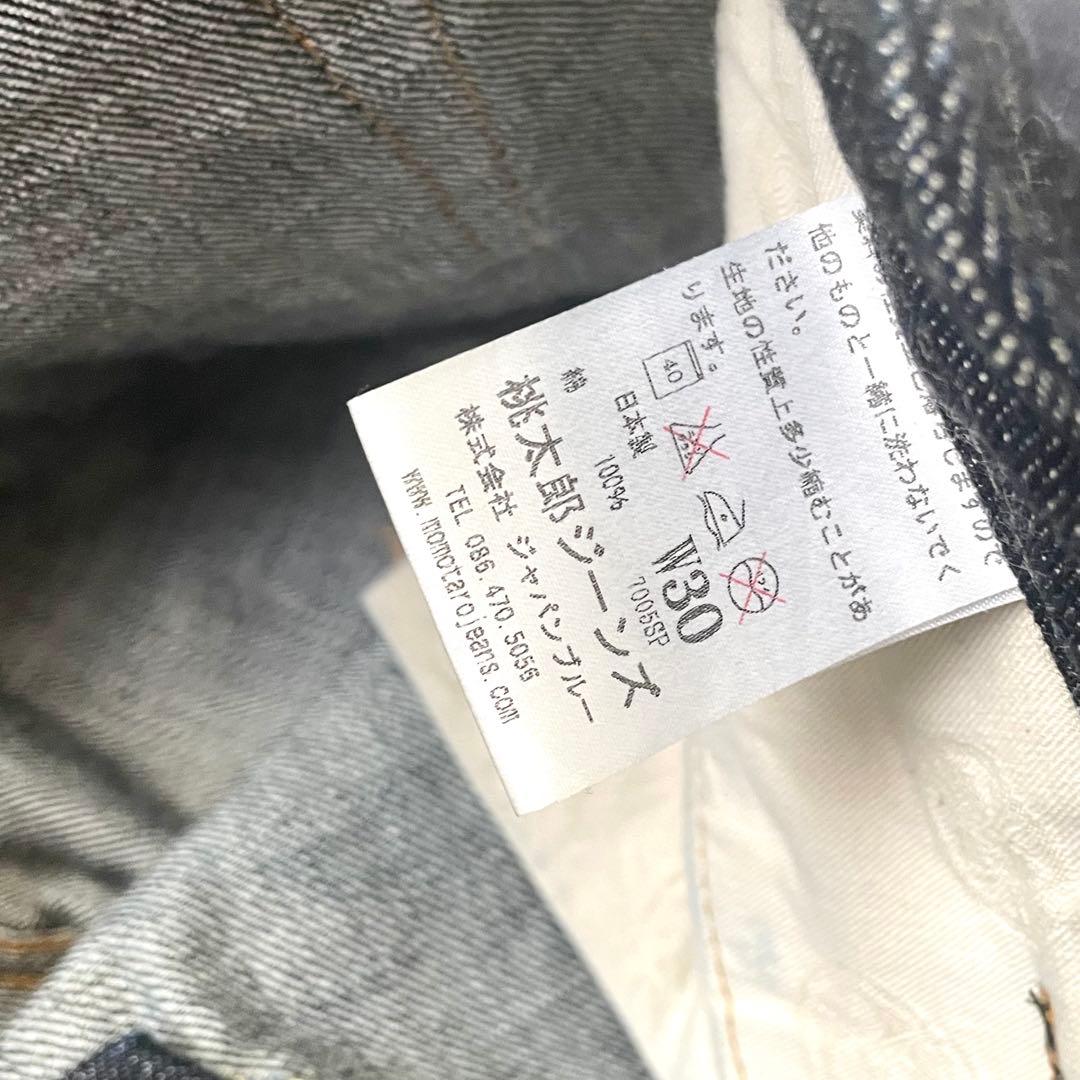 他のものと一緒に洗わないでく
ださい。
生地の性質上多少縮むことがあ
ります。
40
日本製 W30
綿 100% 7005SP
桃太郎ジーンズ
株式会社 ジャパンブルー
TEL 086.470.5056
www.momotarojeans.com